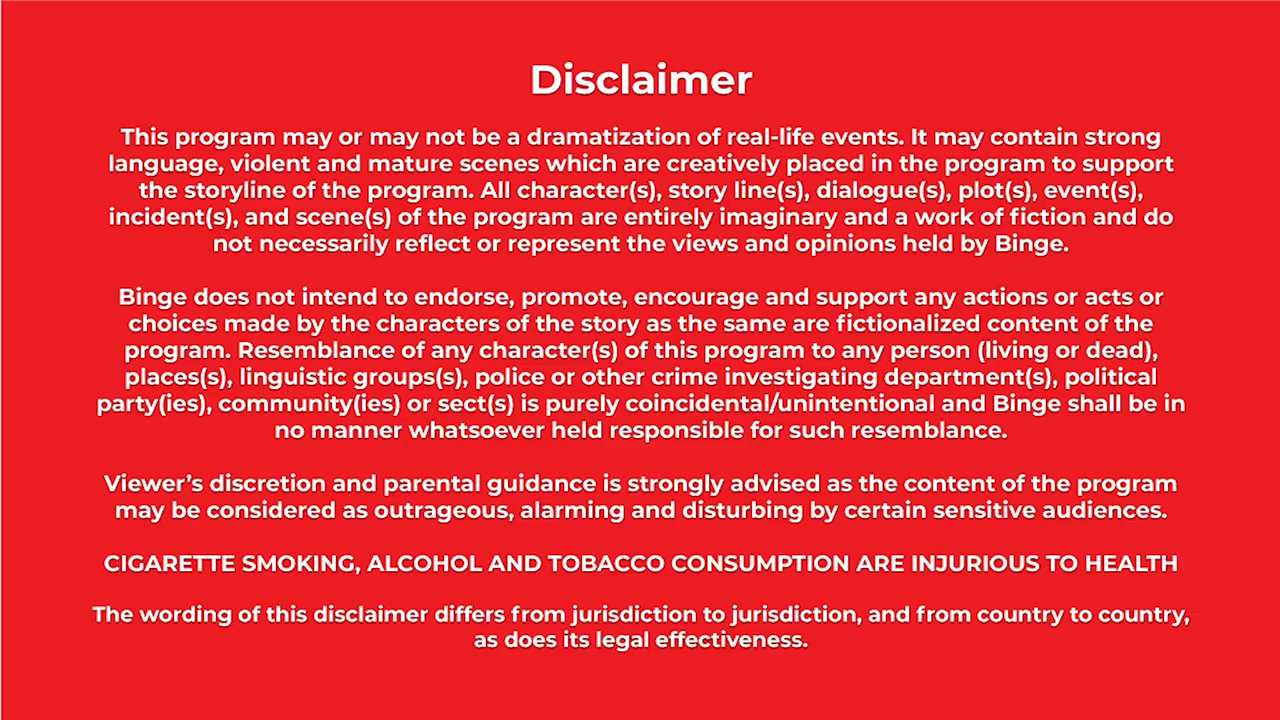 Disclaimer
This program may or may not be a dramatization of real-life events. It may contain strong
language, violent and mature scenes which are creatively placed in the program to support
the storyline of the program. All character(s), story line(s), dialogue(s), plot(s), event(s),
incident(s), and scene(s) of the program are entirely imaginary and a work of fiction and do
not necessarily reflect or represent the views and opinions held by Binge.
Binge does not intend to endorse, promote, encourage and support any actions or acts or
choices made by the characters of the story as the same are fictionalized content of the
program. Resemblance of any character(s) of this program to any person (living or dead),
places(s), linguistic groups(s), police or other crime investigating department(s), political
party(ies), community(ies) or sect(s) is purely coincidental/unintentional and Binge shall be in
no manner whatsoever held responsible for such resemblance.
Viewer’s discretion and parental guidance is strongly advised as the content of the program
may be considered as outrageous, alarming and disturbing by certain sensitive audiences.
CIGARETTE SMOKING, ALCOHOL AND TOBACCO CONSUMPTION ARE INJURIOUS TO HEALTH
The wording of this disclaimer differs from jurisdiction to jurisdiction, and from country to country,
as does its legal effectiveness.